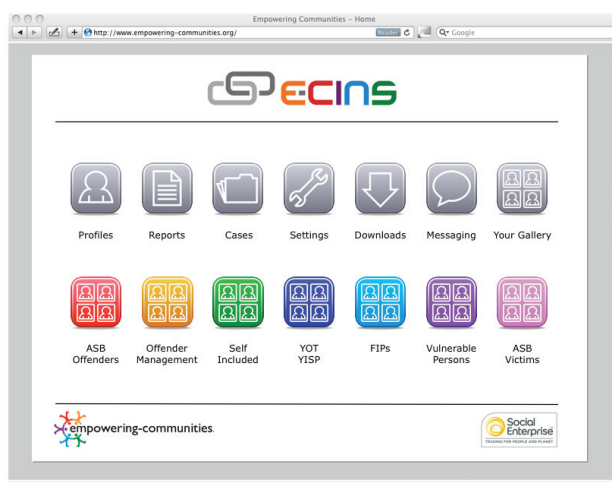 Empowering Communities – Home
http://www.empowering-communities.org/
Reader
Google
E-CINS
Profiles
Reports
Cases
Settings
Downloads
Messaging
Your Gallery
ASB
Offenders
Offender
Management
Self
Included
YOT
YISP
FIPs
Vulnerable
Persons
ASB
Victims
empowering-communities.
Social
Enterprise
TRADING FOR PEOPLE AND PLANET